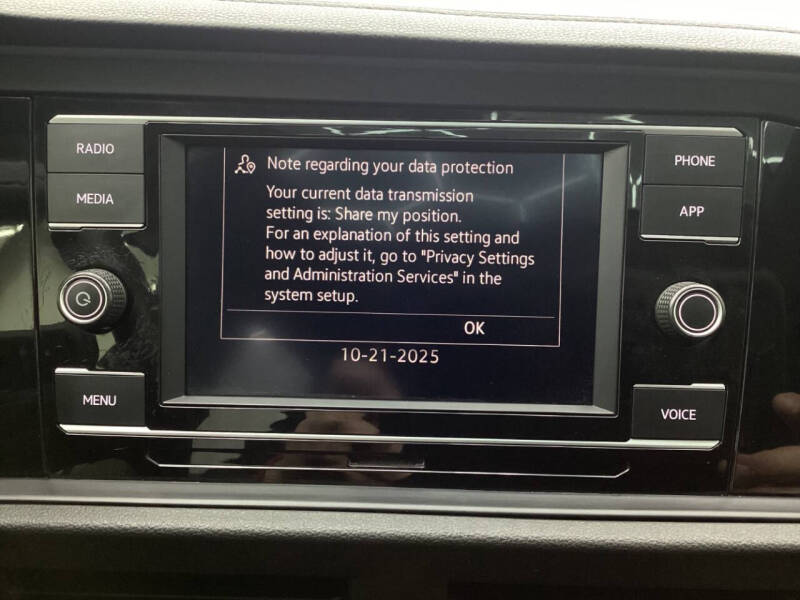 RADIO
MEDIA
MENU
Note regarding your data protection
Your current data transmission
setting is: Share my position.
For an explanation of this setting and
how to adjust it, go to "Privacy Settings
and Administration Services" in the
system setup.
OK
10-21-2025
PHONE
APP
VOICE